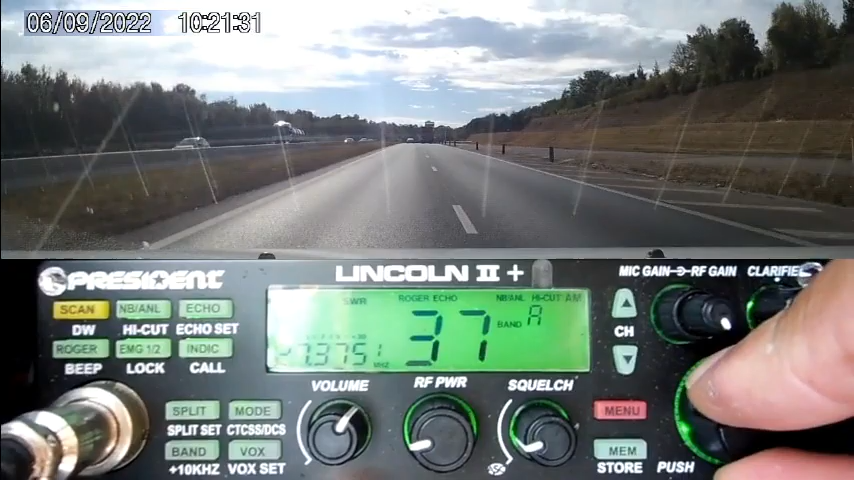 06/09/2022 10:21:31
PRESIDENT LINCOLN II + MIC GAIN RF GAIN CLARIFIER
SCAN NB/ANL ECHO
DW HI-CUT ECHO SET
ROGER EMG 1/2 INDIC
BEEP LOCK CALL
SWR ROGER ECHO NB/ANL HI-CUT AM
37 BAND A
27.375 MHZ
CH
VOLUME RF PWR SQUELCH
SPLIT MODE
SPLIT SET CTCSS/DCS
BAND VOX
+10KHZ VOX SET
MENU
MEM
STORE PUSH